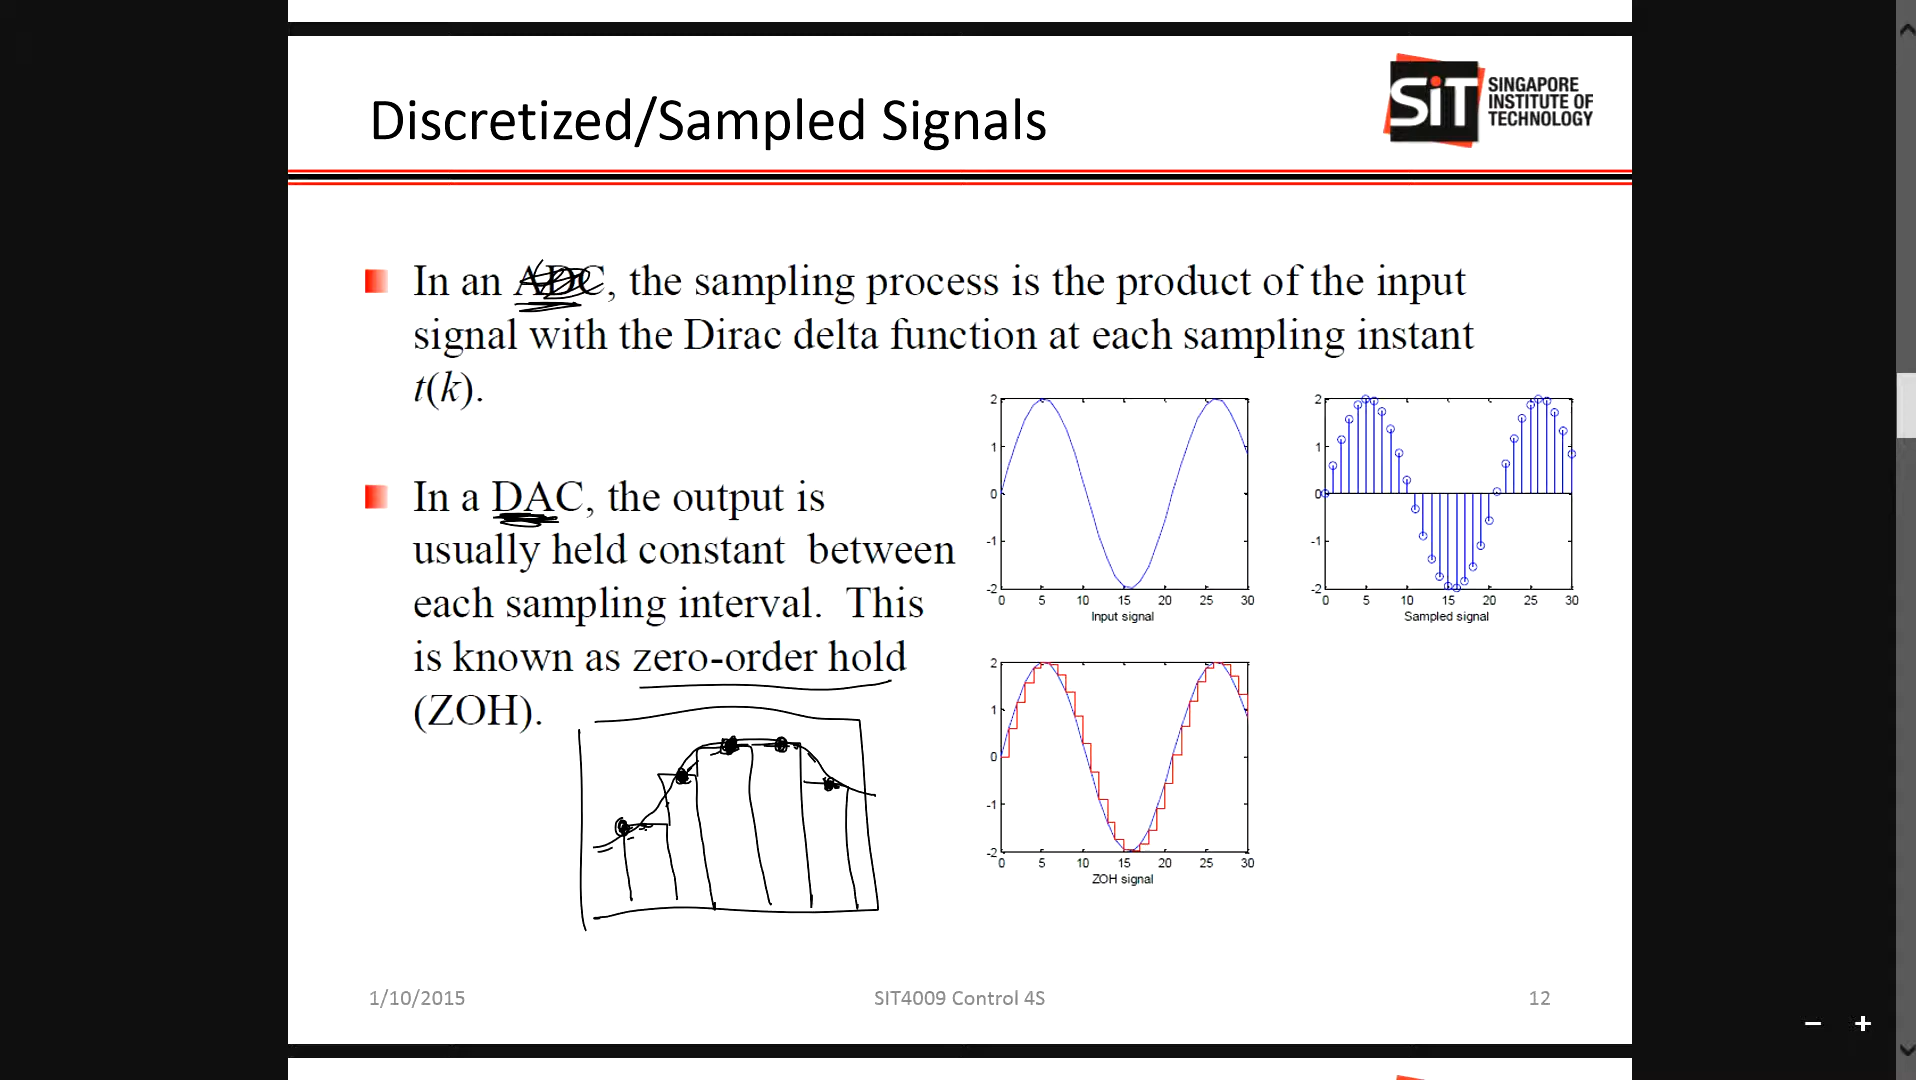 Discretized/Sampled Signals
SiT
SINGAPORE
INSTITUTE OF
TECHNOLOGY
In an ADC, the sampling process is the product of the input
signal with the Dirac delta function at each sampling instant
t(k).
In a DAC, the output is
usually held constant between
each sampling interval. This
is known as zero-order hold
(ZOH).
2
1
0
-1
-2
0 5 10 15 20 25 30
Input signal
2
1
0
-1
-2
0 5 10 15 20 25 30
Sampled signal
2
1
0
-1
-2
0 5 10 15 20 25 30
ZOH signal
1/10/2015
SIT4009 Control 4S
12